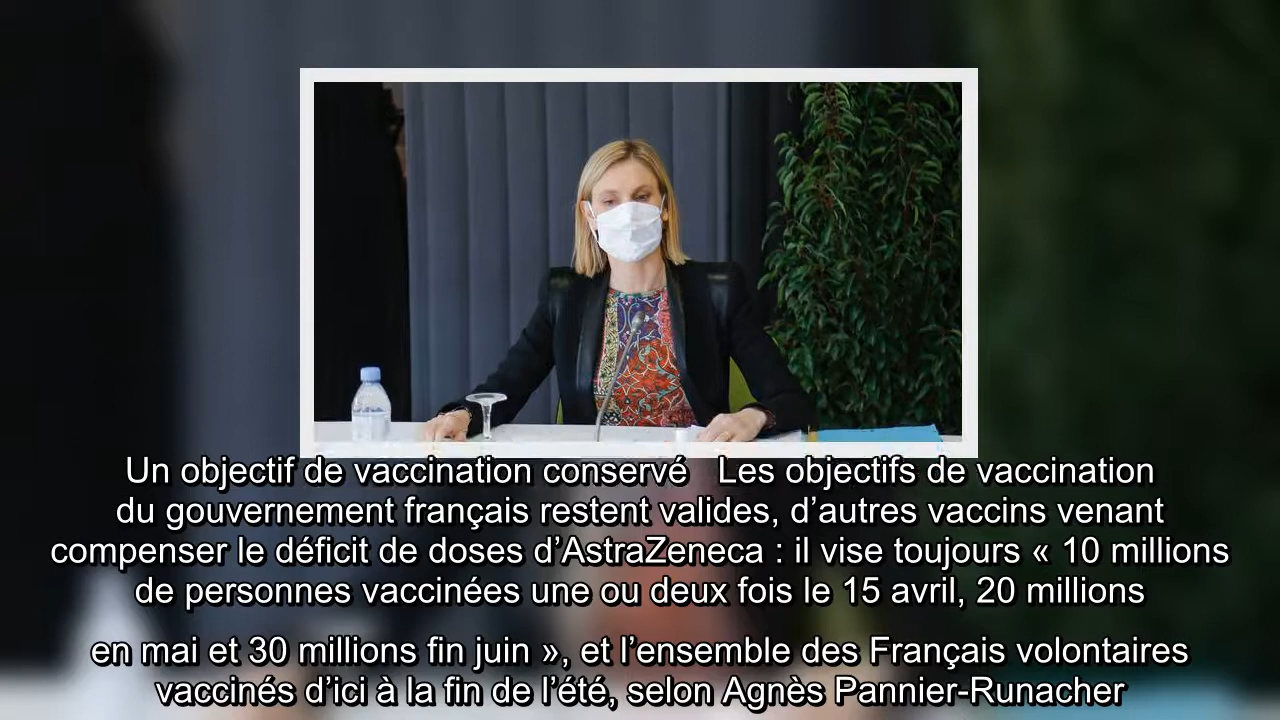 Un objectif de vaccination conservé   Les objectifs de vaccination
du gouvernement français restent valides, d’autres vaccins venant
compenser le déficit de doses d’AstraZeneca : il vise toujours « 10 millions
de personnes vaccinées une ou deux fois le 15 avril, 20 millions
en mai et 30 millions fin juin », et l’ensemble des Français volontaires
vaccinés d’ici à la fin de l’été, selon Agnès Pannier-Runacher